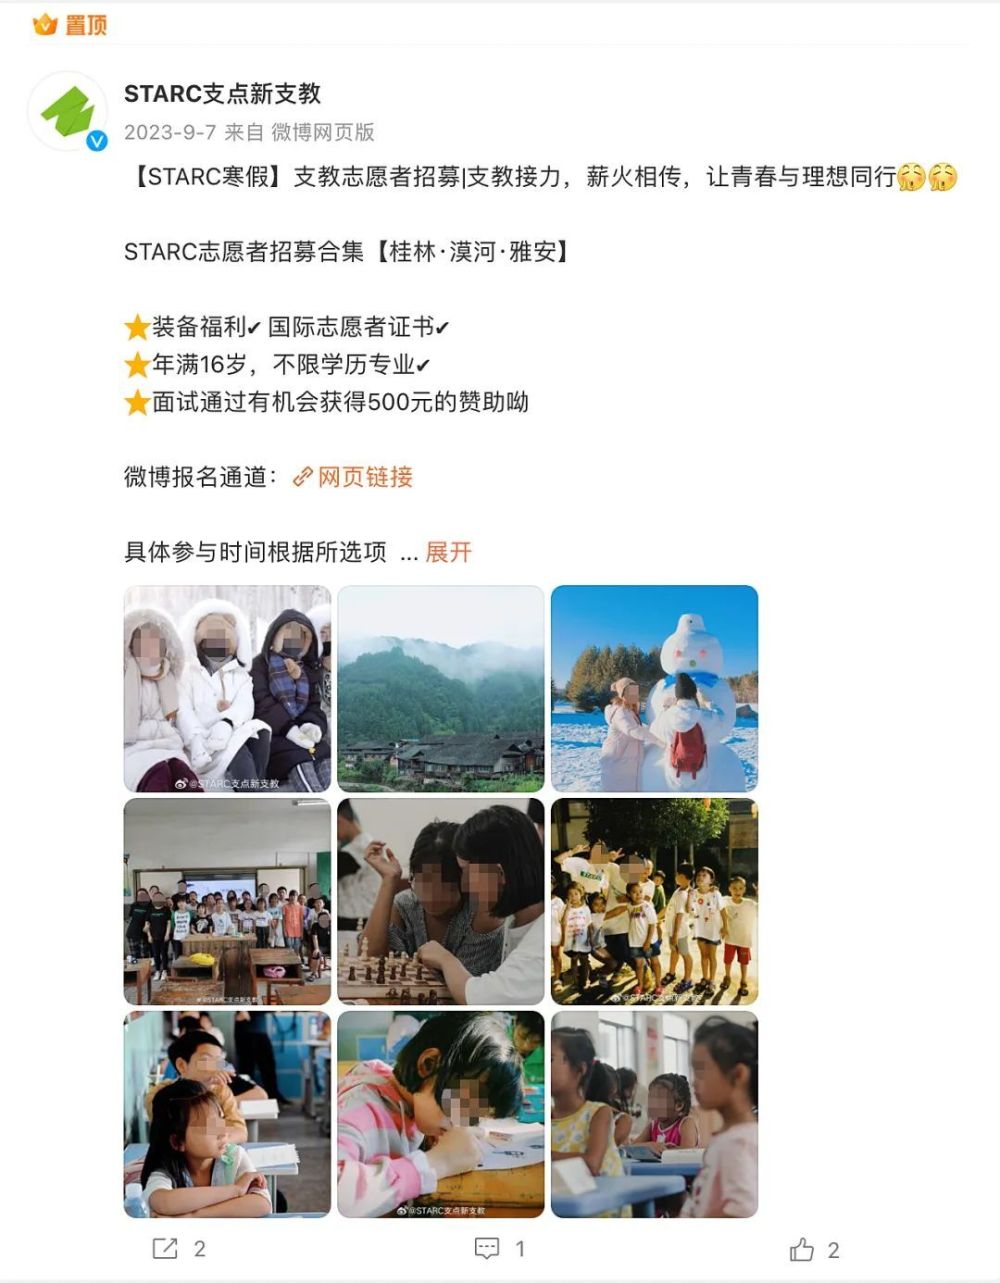 置顶
STARC支点新支教
2023-9-7 来自 微博网页版
【STARC寒假】支教志愿者招募|支教接力，薪火相传，让青春与理想同行
STARC志愿者招募合集【桂林·漠河·雅安】
⭐装备福利✔ 国际志愿者证书✔
⭐年满16岁，不限学历专业✔
⭐面试通过有机会获得500元的赞助呦
微博报名通道： 网页链接
具体参与时间根据所选项 ... 展开
@STARC支点新支教
@STARC支点新支教
@STARC支点新支教
@STARC支点新支教
2
1
2